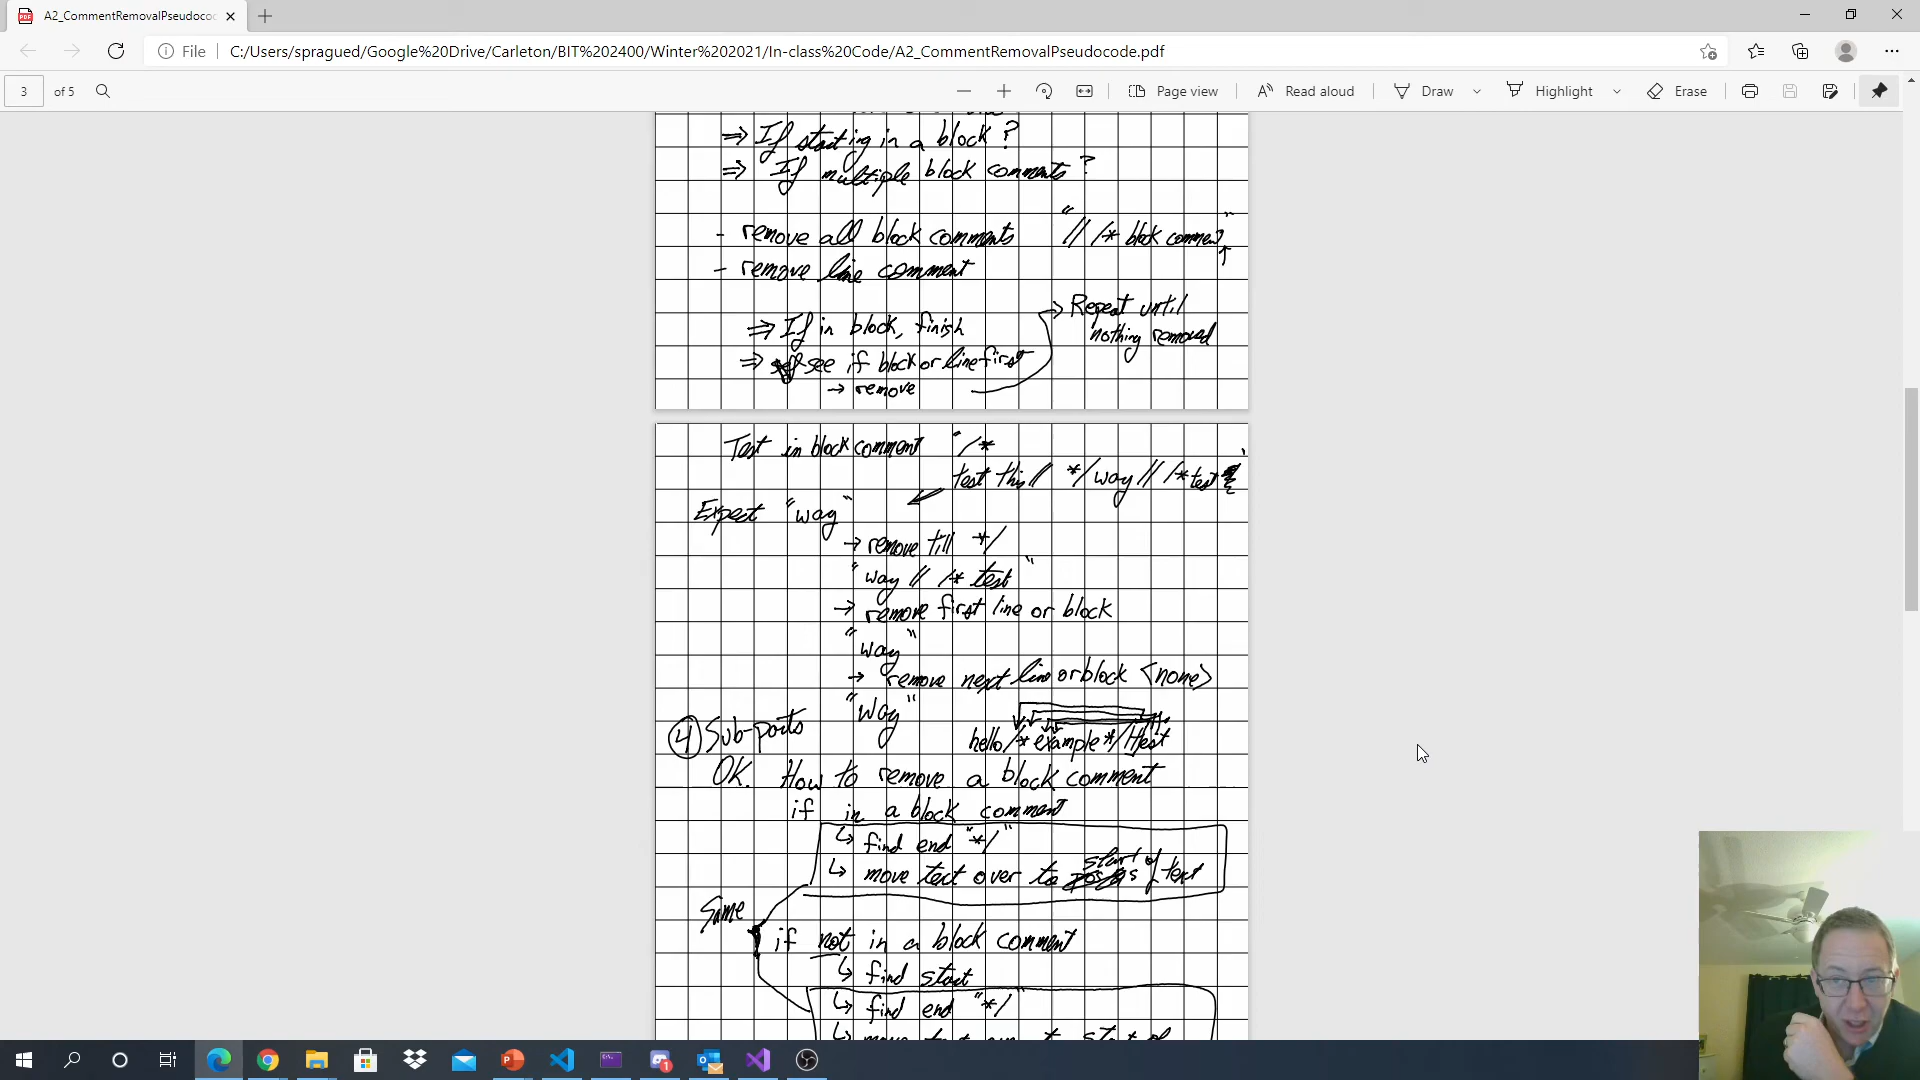 A2_CommentRemovalPseudococ
File C:/Users/spragued/Google%20Drive/Carleton/BIT%202400/Winter%202021/In-class%20Code/A2_CommentRemovalPseudocode.pdf
3 of 5 Page view Read aloud Draw Highlight Erase
⇒ If starting in a block?
⇒ If multiple block comments?
- remove all block comments "// /* block comment"
- remove line comment
⇒ If in block, finish
⇒ see if block or line first
→ remove
→ Repeat until
nothing removed
Test in block comment "/*
test this// */ way // /*test
Expect "way"
→ remove till */
"way // /* test"
→ remove first line or block
"way"
→ remove next line or block <none>
"way"
④ Sub-parts
hello/*example*/
OK. How to remove a block comment
if in a block comment
↳ find end "*/"
↳ move text over to start of text
Same
if not in a block comment
↳ find start
↳ find end "*/"